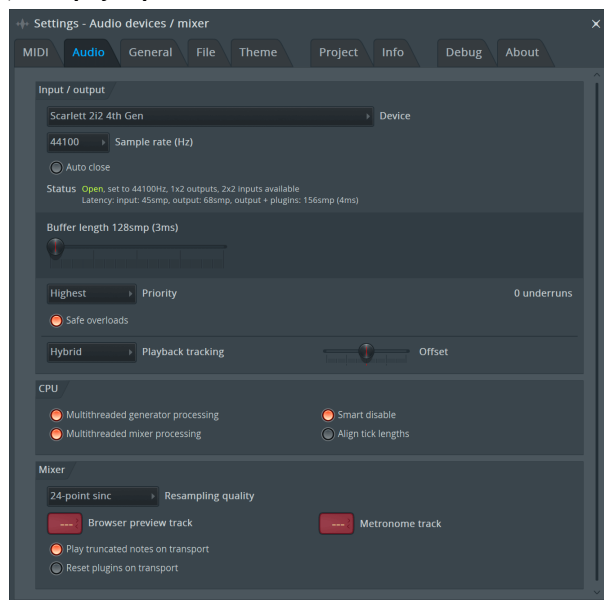 Settings - Audio devices / mixer
MIDI Audio General File Theme Project Info Debug About
Input / output
Scarlett 2i2 4th Gen Device
44100 Sample rate (Hz)
Auto close
Status Open, set to 44100Hz, 1x2 outputs, 2x2 inputs available
Latency: input: 45smp, output: 68smp, output + plugins: 156smp (4ms)
Buffer length 128smp (3ms)
Highest Priority 0 underruns
Safe overloads
Hybrid Playback tracking Offset
CPU
Multithreaded generator processing Smart disable
Multithreaded mixer processing Align tick lengths
Mixer
24-point sinc Resampling quality
--- Browser preview track --- Metronome track
Play truncated notes on transport
Reset plugins on transport